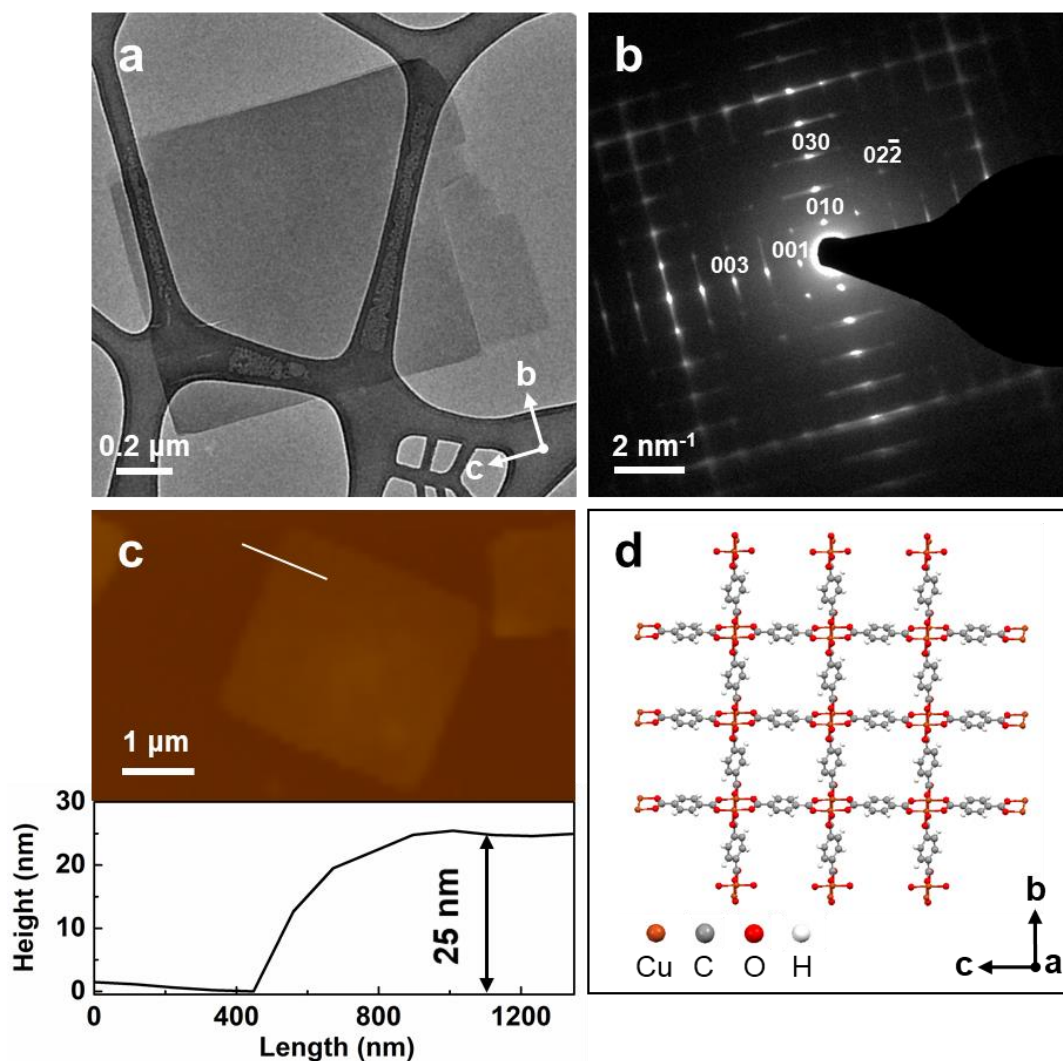 a
b
c
0.2 µm
b
030
022̅
010
001
003
2 nm⁻¹
c
1 µm
Height (nm)
30
20
10
0
25 nm
0
400
800
1200
Length (nm)
d
Cu
C
O
H
b
c
a